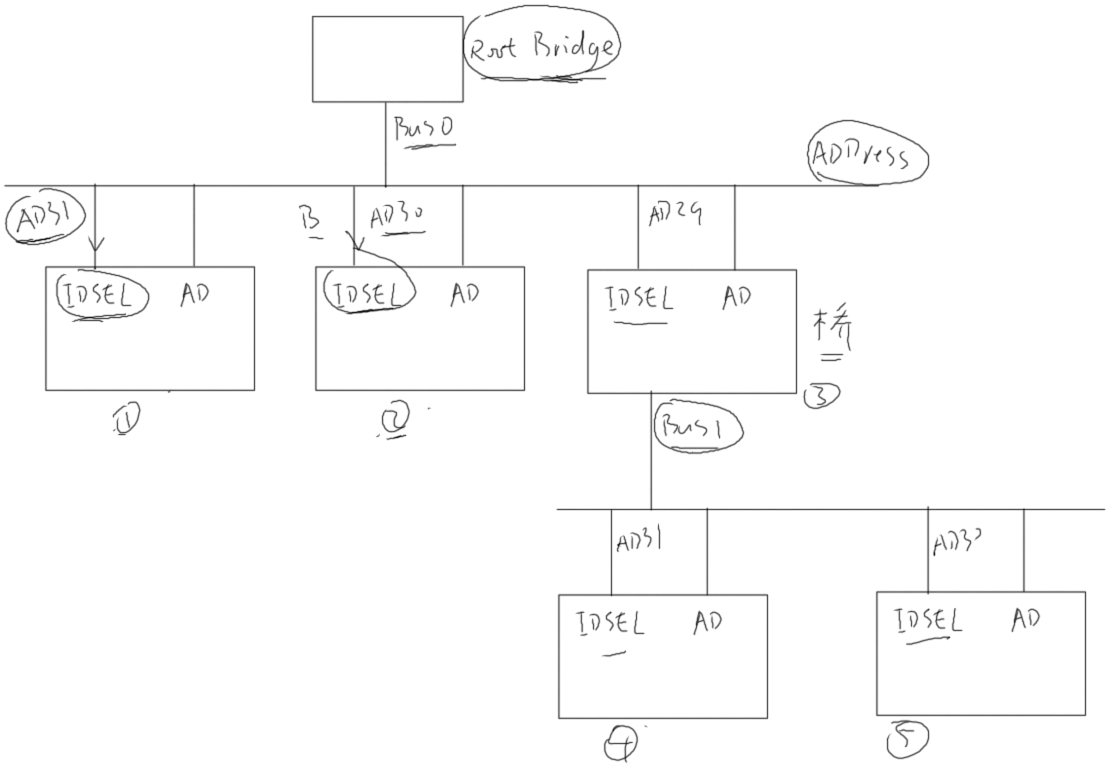 Root Bridge
Bus0
ADDress
AD31
B
AD30
AD29
IDSEL AD
IDSEL AD
IDSEL AD
桥
①
②
③
Bus1
AD31
AD30
IDSEL AD
IDSEL AD
④
⑤